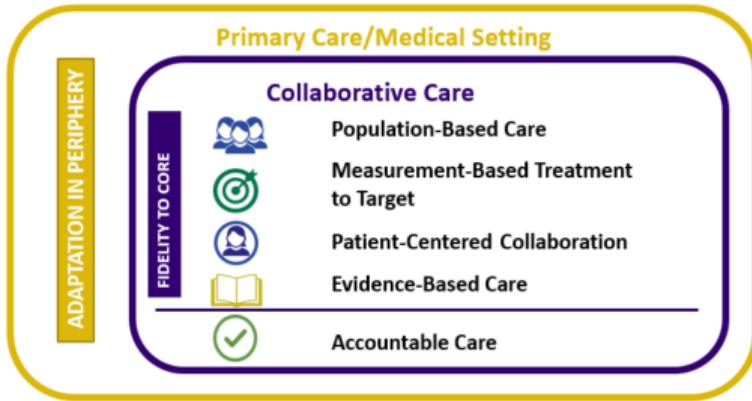 Primary Care/Medical Setting
ADAPTATION IN PERIPHERY
Collaborative Care
FIDELITY TO CORE
Population-Based Care
Measurement-Based Treatment
to Target
Patient-Centered Collaboration
Evidence-Based Care
Accountable Care